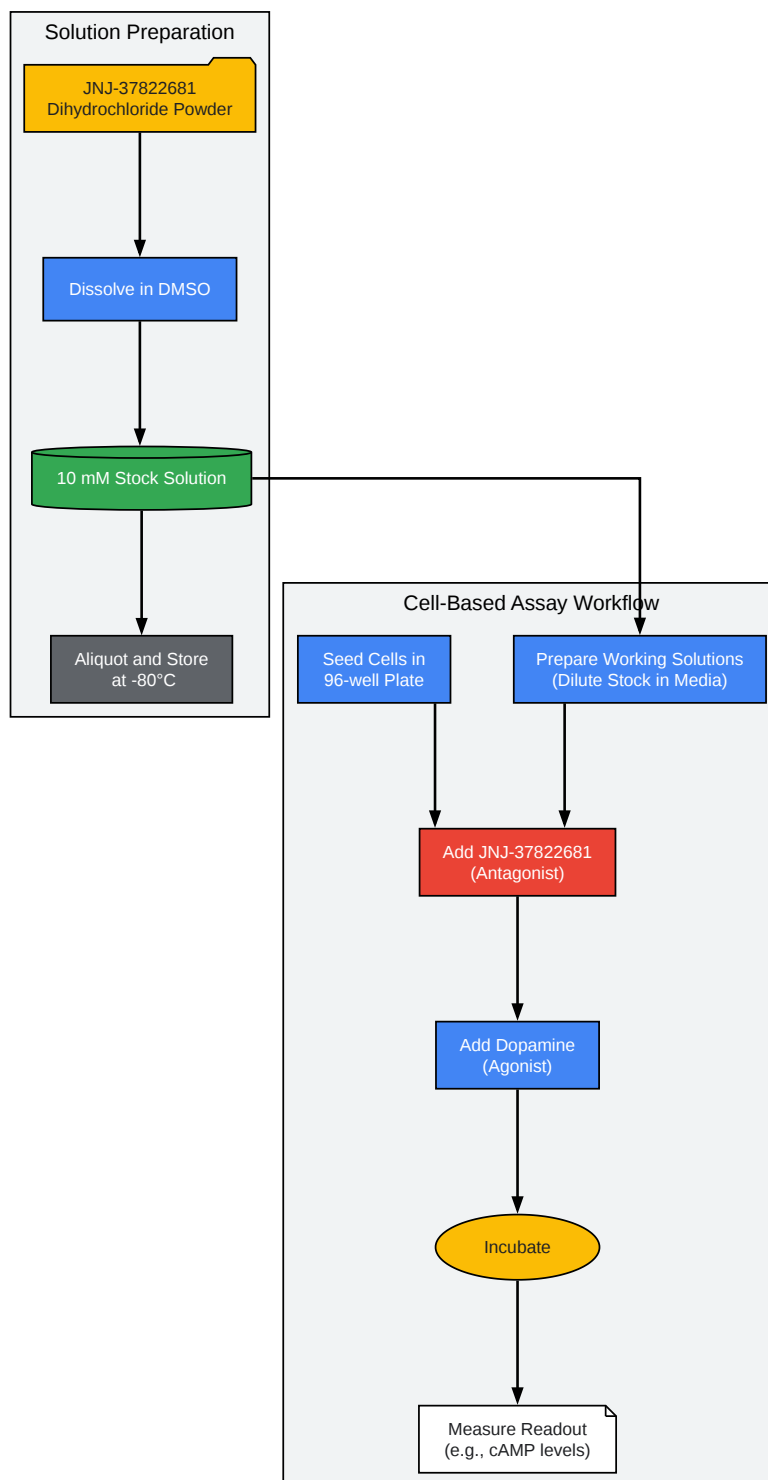 Solution Preparation
JNJ-37822681
Dihydrochloride Powder
Dissolve in DMSO
10 mM Stock Solution
Aliquot and Store
at -80°C
Cell-Based Assay Workflow
Seed Cells in
96-well Plate
Prepare Working Solutions
(Dilute Stock in Media)
Add JNJ-37822681
(Antagonist)
Add Dopamine
(Agonist)
Incubate
Measure Readout
(e.g., cAMP levels)